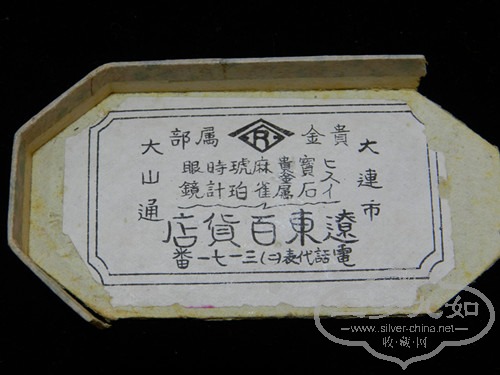 貴金 R 属部
大連市
ヒスイ
寶石
貴金属
麻雀
琥珀
時計
眼鏡
大山通
遼東百貨店
電話代表(二)三一七一番
www.silver-china.net
收·藏·网